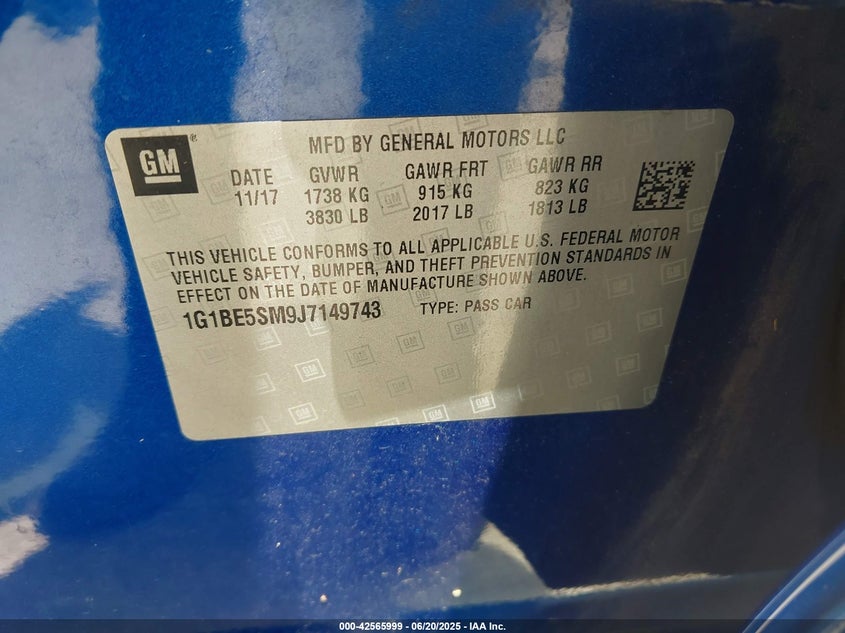 GM
MFD BY GENERAL MOTORS LLC
DATE GVWR GAWR FRT GAWR RR
11/17 1738 KG 915 KG 823 KG
3830 LB 2017 LB 1813 LB
THIS VEHICLE CONFORMS TO ALL APPLICABLE U.S. FEDERAL MOTOR
VEHICLE SAFETY, BUMPER, AND THEFT PREVENTION STANDARDS IN
EFFECT ON THE DATE OF MANUFACTURE SHOWN ABOVE.
1G1BE5SM9J7149743 TYPE: PASS CAR
000-42565999 - 06/20/2025 - IAA Inc.